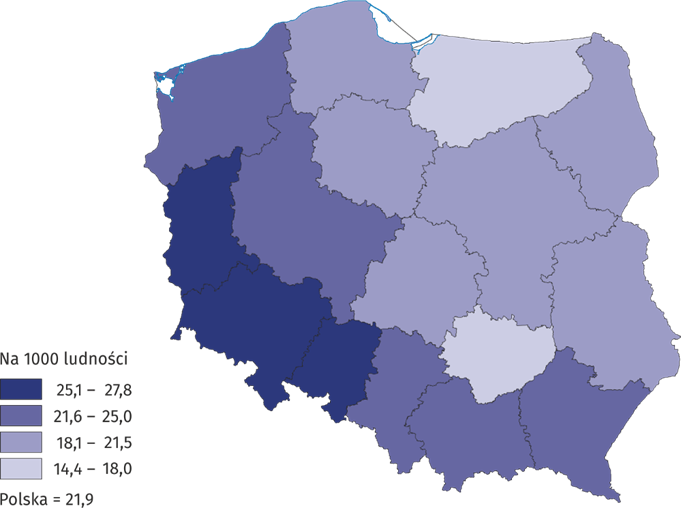 Na 1000 ludności
25,1 – 27,8
21,6 – 25,0
18,1 – 21,5
14,4 – 18,0
Polska = 21,9